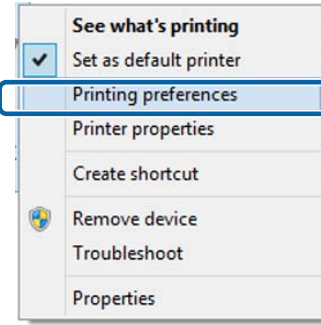 See what's printing
Set as default printer
Printing preferences
Printer properties
Create shortcut
Remove device
Troubleshoot
Properties